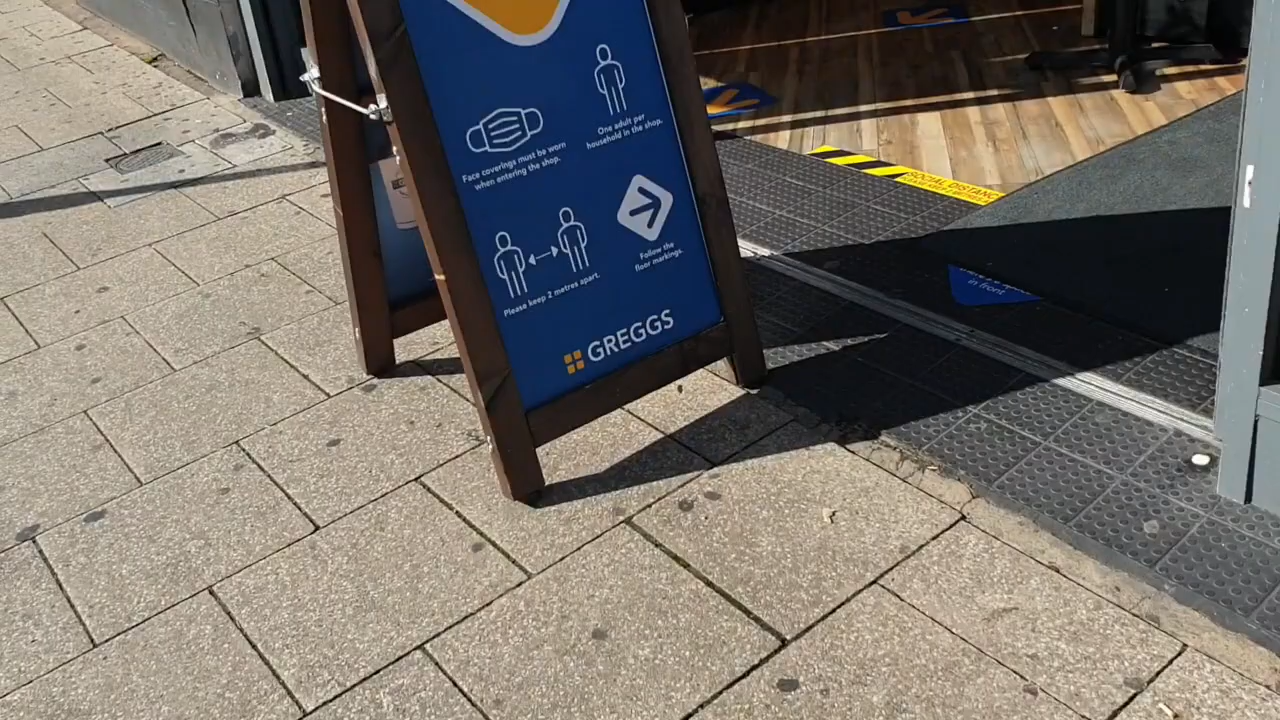 One adult per
household in the shop.
Face coverings must be worn
when entering the shop.
Follow the
floor markings.
Please keep 2 metres apart.
GREGGS
SOCIAL DISTANC
in front